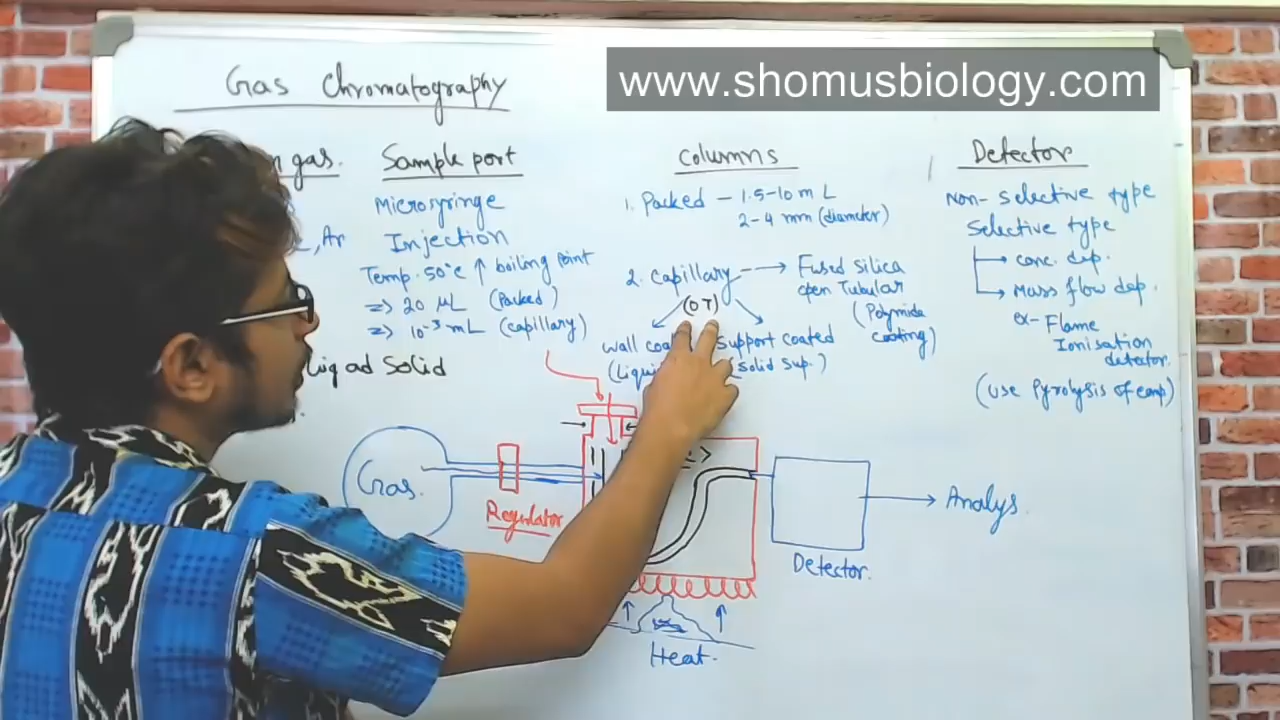 www.shomusbiology.com
Gas Chromatography
gas.
, Ar
Sample port
Microsyringe
Injection
Temp. 50°c ↑ boiling point
=> 20 μL (Packed)
=> 10⁻³ mL (capillary)
Solid
Columns
1. Packed - 1.5-10 m L
2-4 mm (diameter)
2. Capillary --> Fused silica
open Tubular
(Polymide
coating)
(OT)
wall coa
support coated
(Liqui
(Solid sup.)
Detector
Non-selective type
Selective type
conc. dep.
Mass flow dep.
ex- Flame
Ionisation
detector.
(Use Pyrolysis of comp)
Gas.
Regulator
Heat.
Detector.
Analys